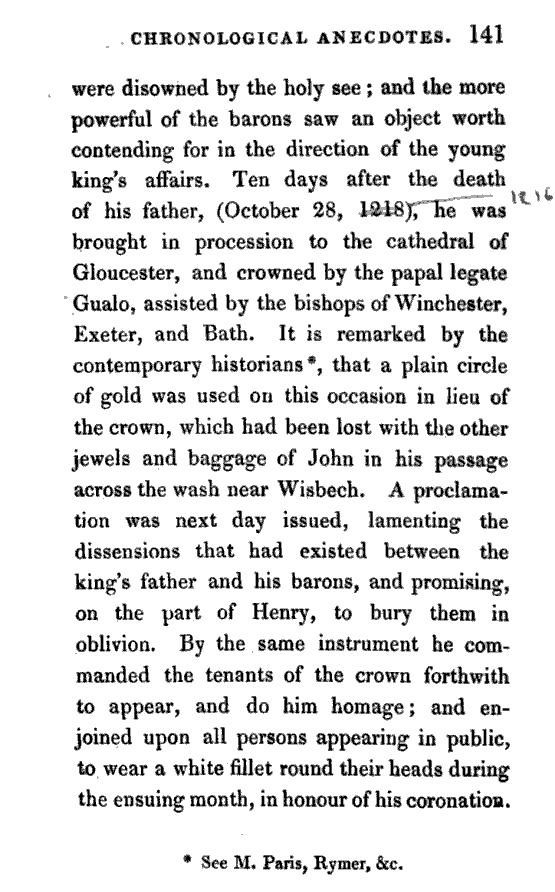 CHRONOLOGICAL ANECDOTES. 141
were disowned by the holy see; and the more
powerful of the barons saw an object worth
contending for in the direction of the young
king's affairs. Ten days after the death
of his father, (October 28, 1218), he was 1216
brought in procession to the cathedral of
Gloucester, and crowned by the papal legate
Gualo, assisted by the bishops of Winchester,
Exeter, and Bath. It is remarked by the
contemporary historians*, that a plain circle
of gold was used on this occasion in lieu of
the crown, which had been lost with the other
jewels and baggage of John in his passage
across the wash near Wisbech. A proclama-
tion was next day issued, lamenting the
dissensions that had existed between the
king's father and his barons, and promising,
on the part of Henry, to bury them in
oblivion. By the same instrument he com-
manded the tenants of the crown forthwith
to appear, and do him homage; and en-
joined upon all persons appearing in public,
to wear a white fillet round their heads during
the ensuing month, in honour of his coronation.
* See M. Paris, Rymer, &c.